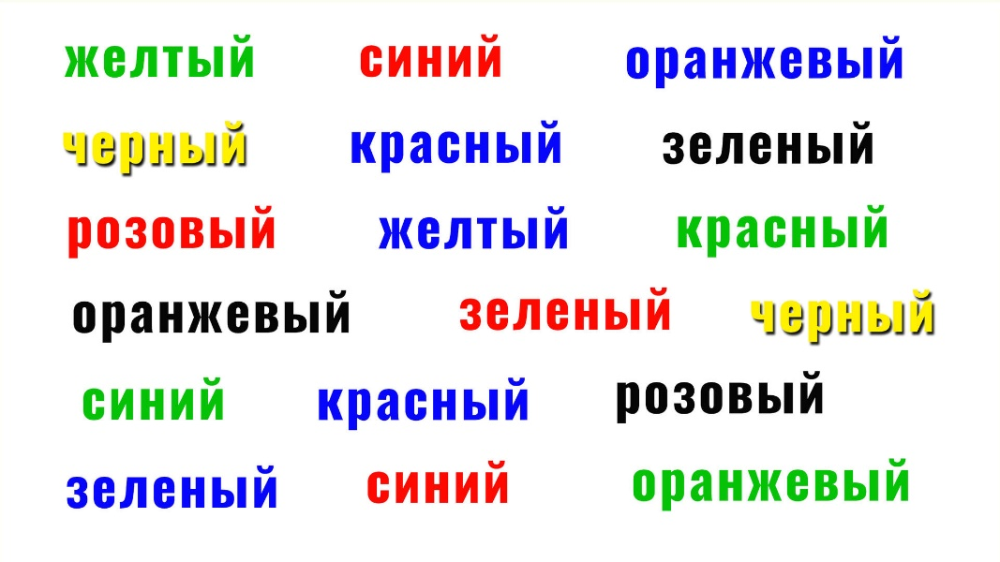 желтый синий оранжевый
черный красный зеленый
розовый желтый красный
оранжевый зеленый черный
синий красный розовый
зеленый синий оранжевый